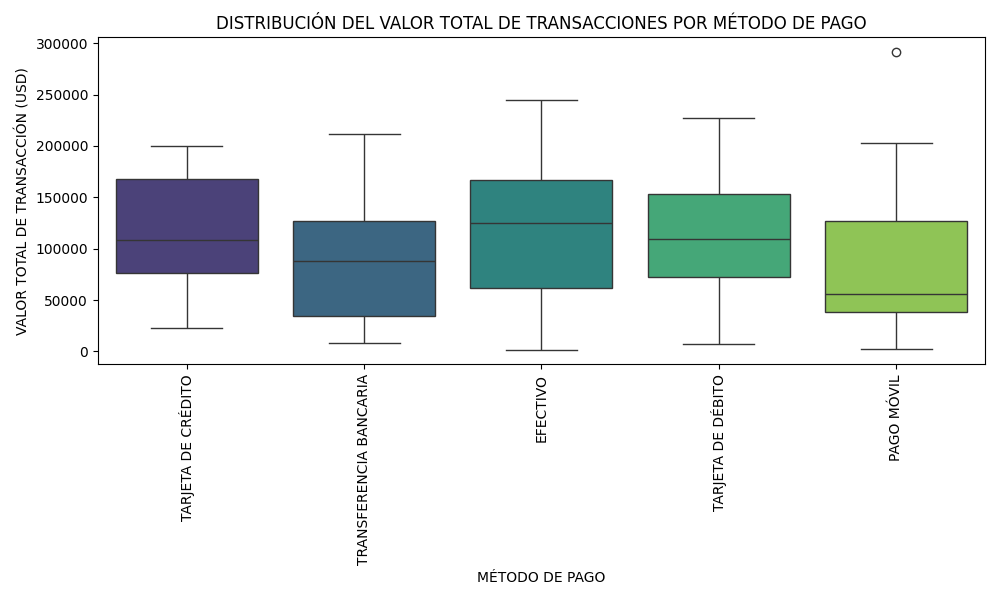 DISTRIBUCIÓN DEL VALOR TOTAL DE TRANSACCIONES POR MÉTODO DE PAGO
VALOR TOTAL DE TRANSACCIÓN (USD)
300000
250000
200000
150000
100000
50000
0
TARJETA DE CRÉDITO
TRANSFERENCIA BANCARIA
EFECTIVO
TARJETA DE DÉBITO
PAGO MÓVIL
MÉTODO DE PAGO